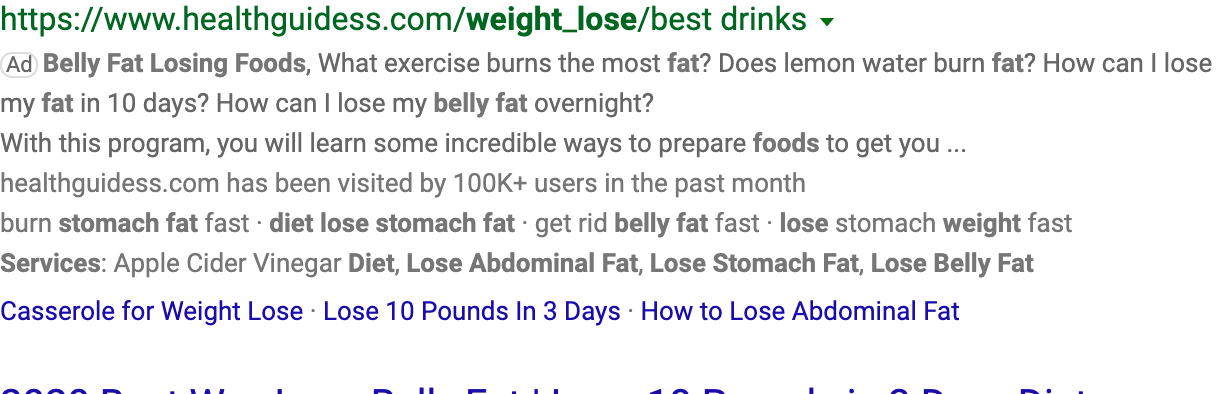 https://www.healthguidess.com/weight_lose/best drinks
Ad Belly Fat Losing Foods, What exercise burns the most fat? Does lemon water burn fat? How can I lose
my fat in 10 days? How can I lose my belly fat overnight?
With this program, you will learn some incredible ways to prepare foods to get you ...
healthguidess.com has been visited by 100K+ users in the past month
burn stomach fat fast · diet lose stomach fat · get rid belly fat fast · lose stomach weight fast
Services: Apple Cider Vinegar Diet, Lose Abdominal Fat, Lose Stomach Fat, Lose Belly Fat
Casserole for Weight Lose · Lose 10 Pounds In 3 Days · How to Lose Abdominal Fat